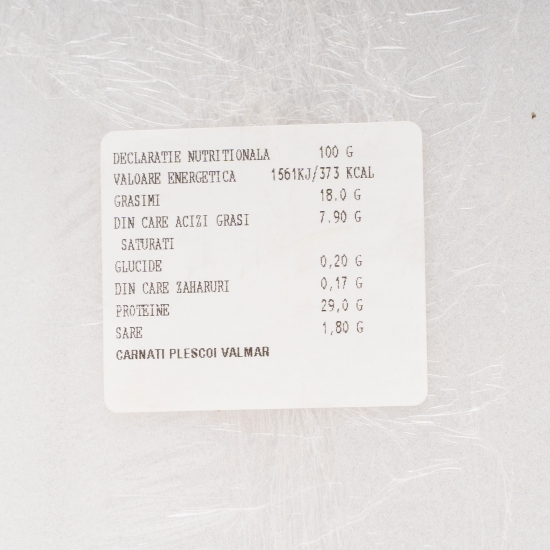 DECLARATIE NUTRITIONALA 100 G
VALOARE ENERGETICA 1561KJ/373 KCAL
GRASIMI 18.0 G
DIN CARE ACIZI GRASI 7.90 G
SATURATI
GLUCIDE 0,20 G
DIN CARE ZAHARURI 0,17 G
PROTEINE 29,0 G
SARE 1,80 G
CARNATI PLESCOI VALMAR